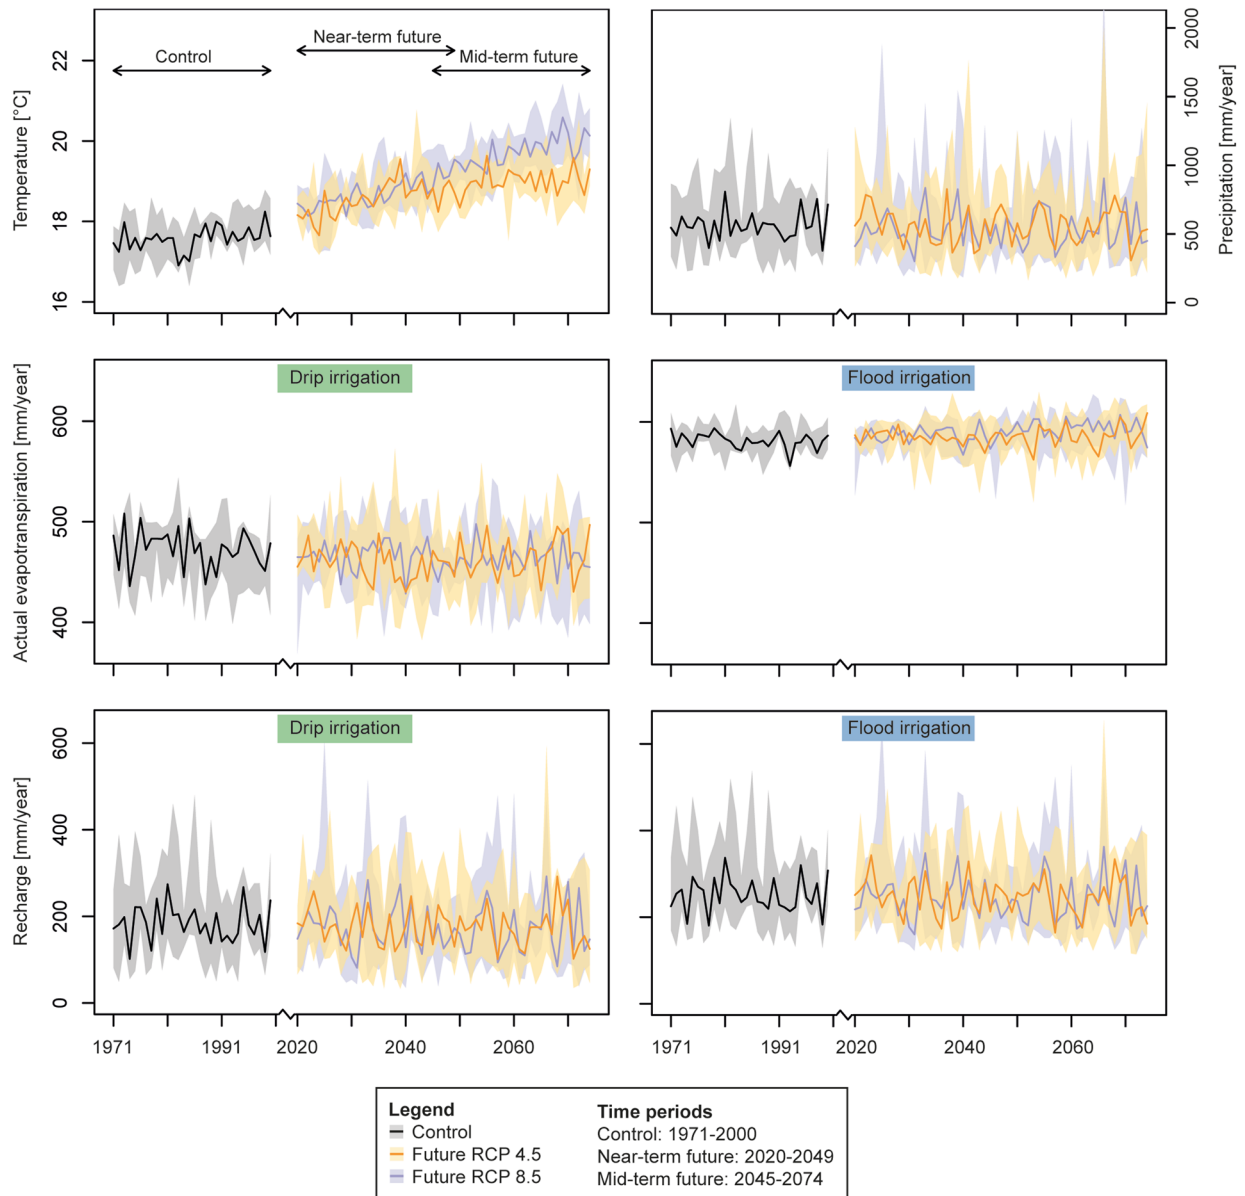 Temperature [°C]
22
20
18
16
Control
Near-term future
Mid-term future
2000
1500
1000
500
0
Precipitation [mm/year]
Actual evapotranspiration [mm/year]
600
500
400
Drip irrigation
Flood irrigation
Recharge [mm/year]
600
400
200
0
Drip irrigation
Flood irrigation
1971 1991 2020 2040 2060
1971 1991 2020 2040 2060
Legend
Control
Future RCP 4.5
Future RCP 8.5
Time periods
Control: 1971-2000
Near-term future: 2020-2049
Mid-term future: 2045-2074